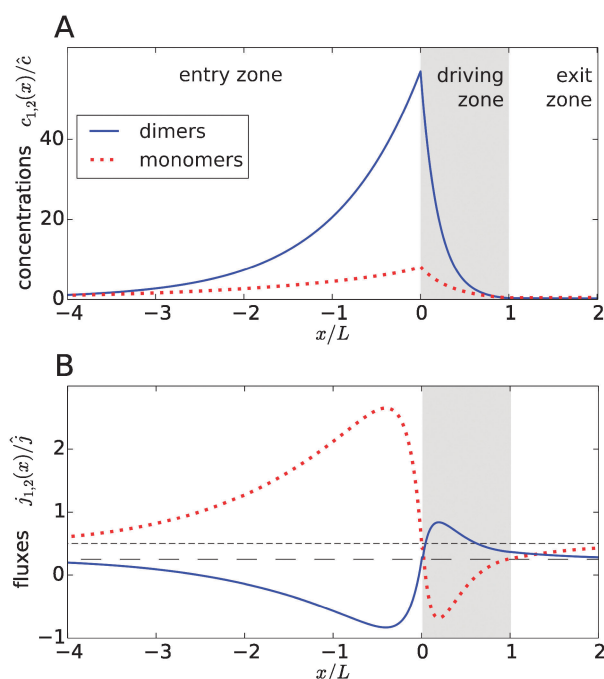 A
concentrations c₁,₂(x)/ĉ
entry zone
driving zone
exit zone
dimers
monomers
0
20
40
−4
−3
−2
−1
0
1
2
x/L
B
fluxes j₁,₂(x)/ĵ
−1
0
1
2
−4
−3
−2
−1
0
1
2
x/L